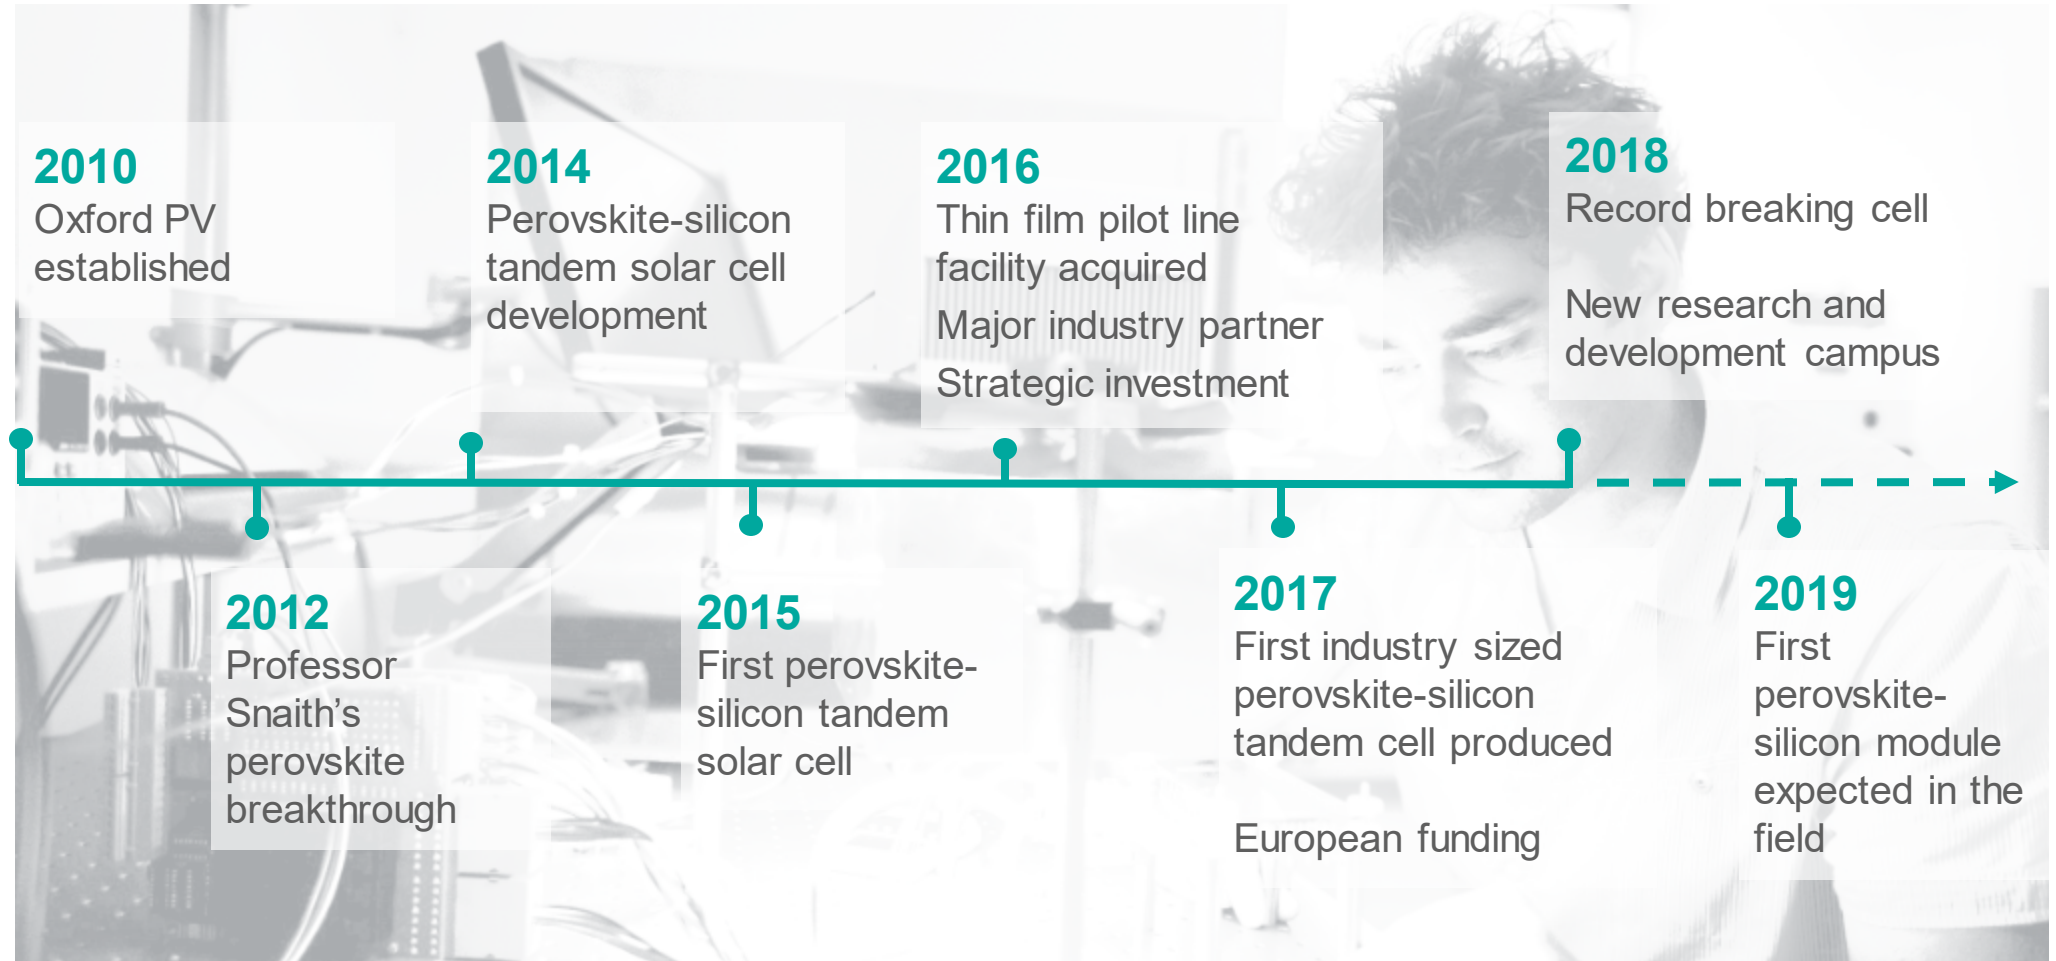 2010
Oxford PV
established
2014
Perovskite-silicon
tandem solar cell
development
2016
Thin film pilot line
facility acquired
Major industry partner
Strategic investment
2018
Record breaking cell
New research and
development campus
2012
Professor
Snaith’s
perovskite
breakthrough
2015
First perovskite-
silicon tandem
solar cell
2017
First industry sized
perovskite-silicon
tandem cell produced
European funding
2019
First
perovskite-
silicon module
expected in the
field